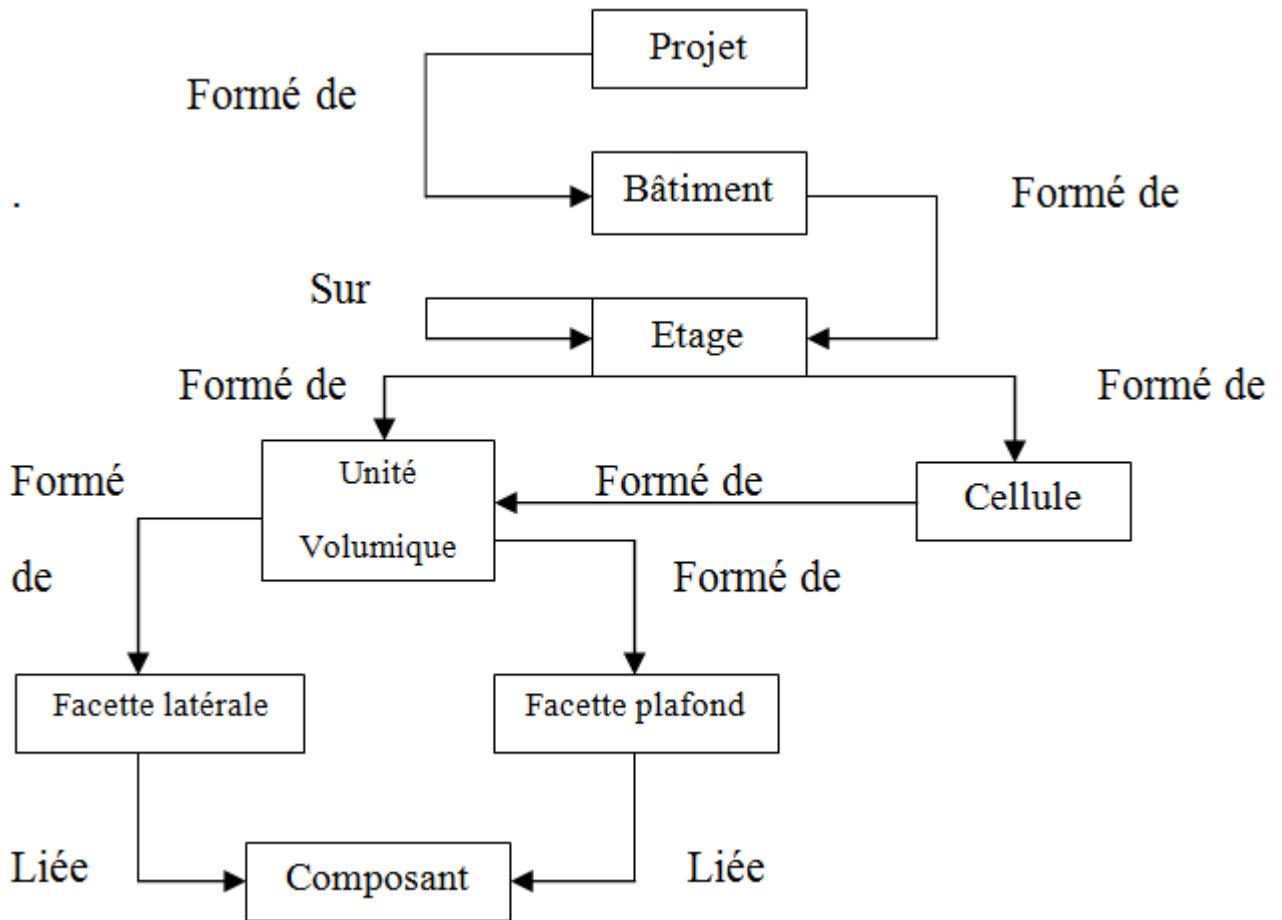 Projet
Formé de
Bâtiment
.
Formé de
Sur
Etage
Formé de
Formé de
Unité
Volumique
Formé
de
Formé de
Cellule
Formé de
Facette latérale
Facette plafond
Liée
Composant
Liée